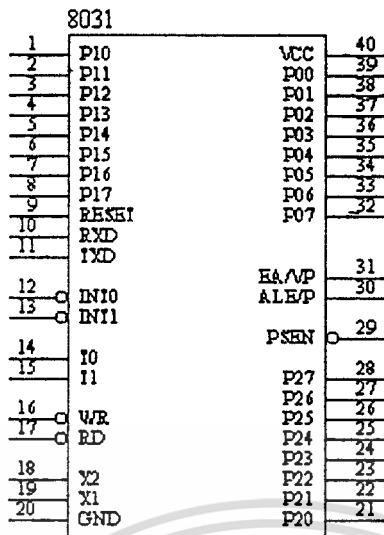 8031
1 P10 VCC 40
2 P11 P00 39
3 P12 P01 38
4 P13 P02 37
5 P14 P03 36
6 P15 P04 35
7 P16 P05 34
8 P17 P06 33
9 RESET P07 32
10 RXD
11 TXD
EA/VP 31
12 INT0 ALE/P 30
13 INT1
PSEN 29
14 T0
15 T1 P27 28
P26 27
16 WR P25 26
17 RD P24 25
P23 24
18 X2 P22 23
19 X1 P21 22
20 GND P20 21